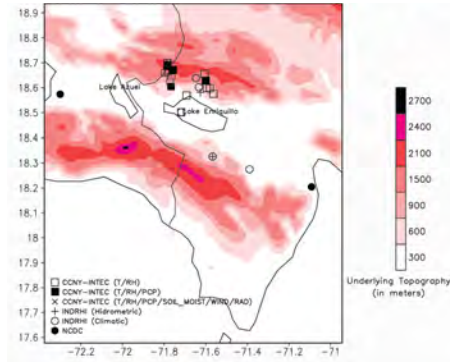 18.9
18.8
18.7
18.6
18.5
18.4
18.3
18.2
18.1
18
17.9
17.8
17.7
17.6
-72.2 -72 -71.8 -71.6 -71.4 -71.2 -71
Lake Azuei
Lake Enriquillo
CCNY-INTEC (T/RH)
CCNY-INTEC (T/RH/PCP)
CCNY-INTEC (T/RH/PCP/SOIL_MOIST/WIND/RAD)
INDRHI (Hidrometric)
INDRHI (Climatic)
NCDC
2700
2400
2100
1500
900
600
300
Underlying Topography
(in meters)